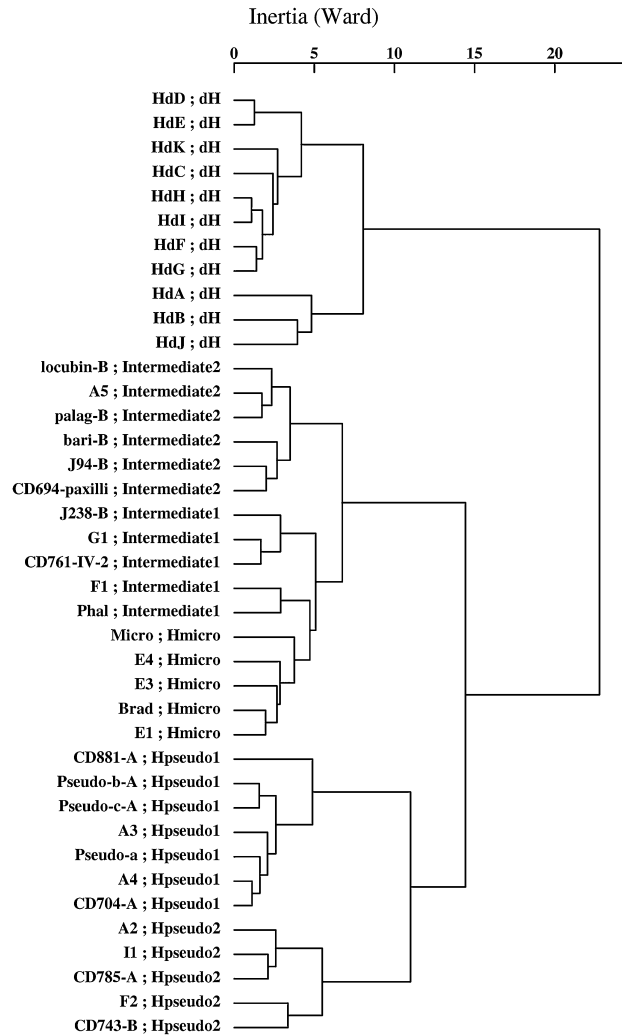 Inertia (Ward)
0 5 10 15 20
HdD ; dH
HdE ; dH
HdK ; dH
HdC ; dH
HdH ; dH
HdI ; dH
HdF ; dH
HdG ; dH
HdA ; dH
HdB ; dH
HdJ ; dH
locubin-B ; Intermediate2
A5 ; Intermediate2
palag-B ; Intermediate2
bari-B ; Intermediate2
J94-B ; Intermediate2
CD694-paxilli ; Intermediate2
J238-B ; Intermediate1
G1 ; Intermediate1
CD761-IV-2 ; Intermediate1
F1 ; Intermediate1
Phal ; Intermediate1
Micro ; Hmicro
E4 ; Hmicro
E3 ; Hmicro
Brad ; Hmicro
E1 ; Hmicro
CD881-A ; Hpseudo1
Pseudo-b-A ; Hpseudo1
Pseudo-c-A ; Hpseudo1
A3 ; Hpseudo1
Pseudo-a ; Hpseudo1
A4 ; Hpseudo1
CD704-A ; Hpseudo1
A2 ; Hpseudo2
I1 ; Hpseudo2
CD785-A ; Hpseudo2
F2 ; Hpseudo2
CD743-B ; Hpseudo2